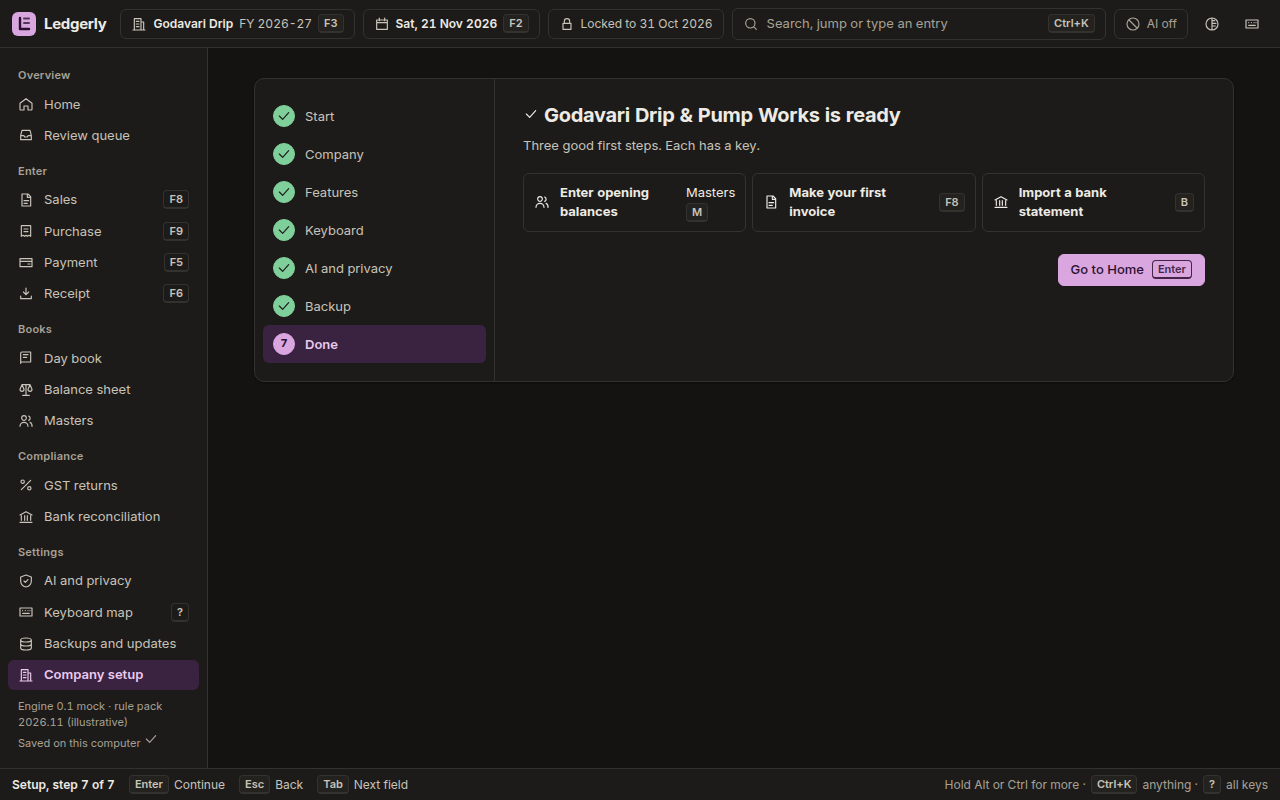 Ledgerly
Godavari Drip FY 2026-27 F3
Sat, 21 Nov 2026 F2
Locked to 31 Oct 2026
Search, jump or type an entry Ctrl+K
AI off
Overview
Home
Review queue
Enter
Sales F8
Purchase F9
Payment F5
Receipt F6
Books
Day book
Balance sheet
Masters
Compliance
GST returns
Bank reconciliation
Settings
AI and privacy
Keyboard map ?
Backups and updates
Company setup
Engine 0.1 mock · rule pack
2026.11 (illustrative)
Saved on this computer
Start
Company
Features
Keyboard
AI and privacy
Backup
7 Done
Godavari Drip & Pump Works is ready
Three good first steps. Each has a key.
Enter opening
balances
Masters
M
Make your first
invoice
F8
Import a bank
statement
B
Go to Home Enter
Setup, step 7 of 7 Enter Continue Esc Back Tab Next field
Hold Alt or Ctrl for more · Ctrl+K anything · ? all keys